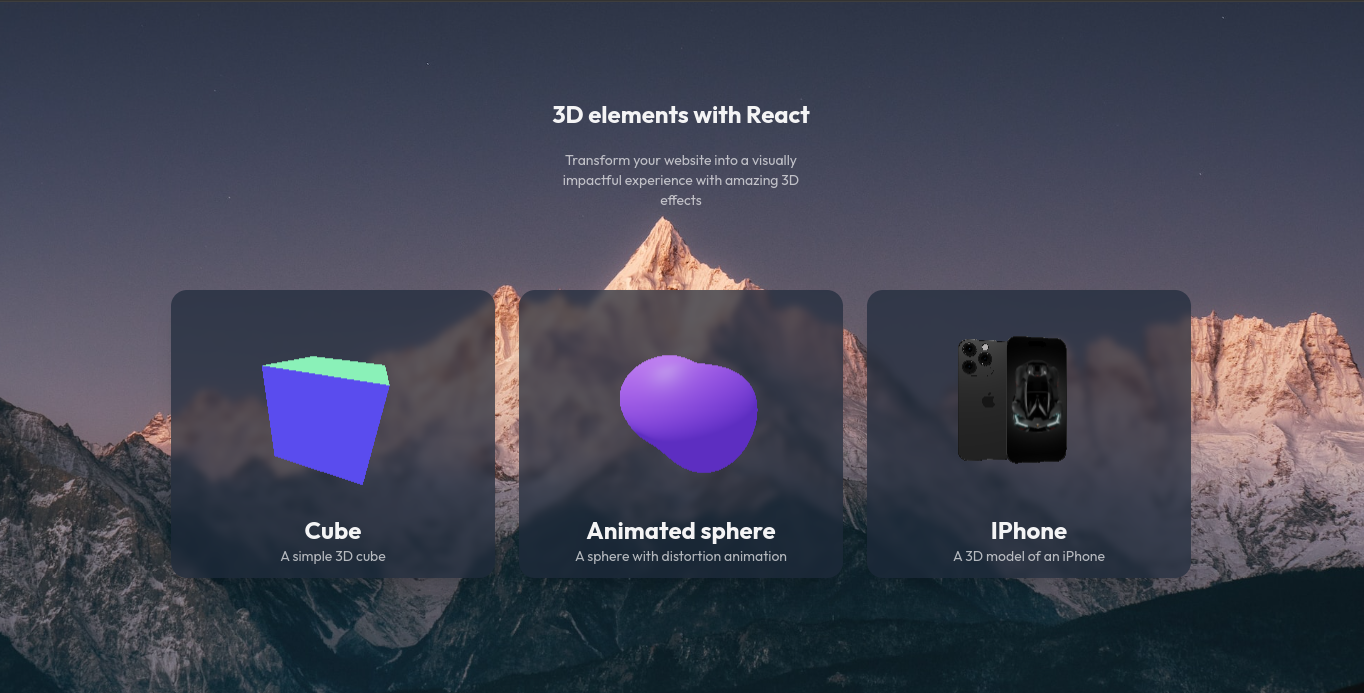 3D elements with React
Transform your website into a visually
impactful experience with amazing 3D
effects
Cube
A simple 3D cube
Animated sphere
A sphere with distortion animation
IPhone
A 3D model of an iPhone